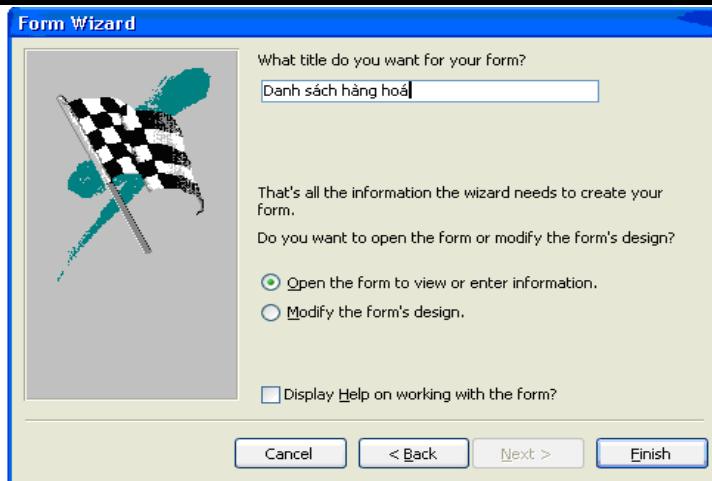 Form Wizard
What title do you want for your form?
Danh sách hàng hoá
That's all the information the wizard needs to create your
form.
Do you want to open the form or modify the form's design?
Open the form to view or enter information.
Modify the form's design.
Display Help on working with the form?
Cancel
< Back
Next >
Finish